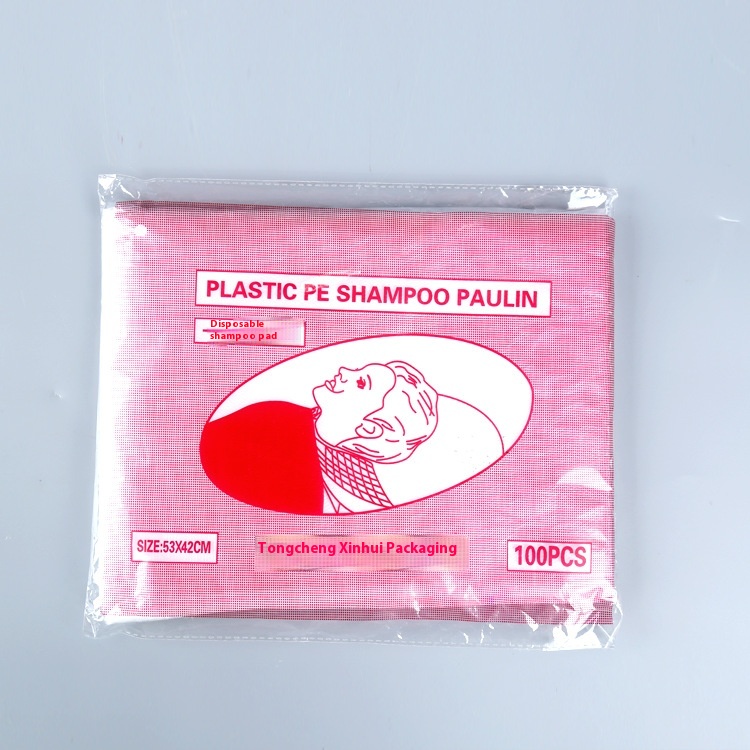 PLASTIC PE SHAMPOO PAULIN
Disposable
shampoo pad
SIZE:53X42CM
Tongcheng Xinhui Packaging
100PCS